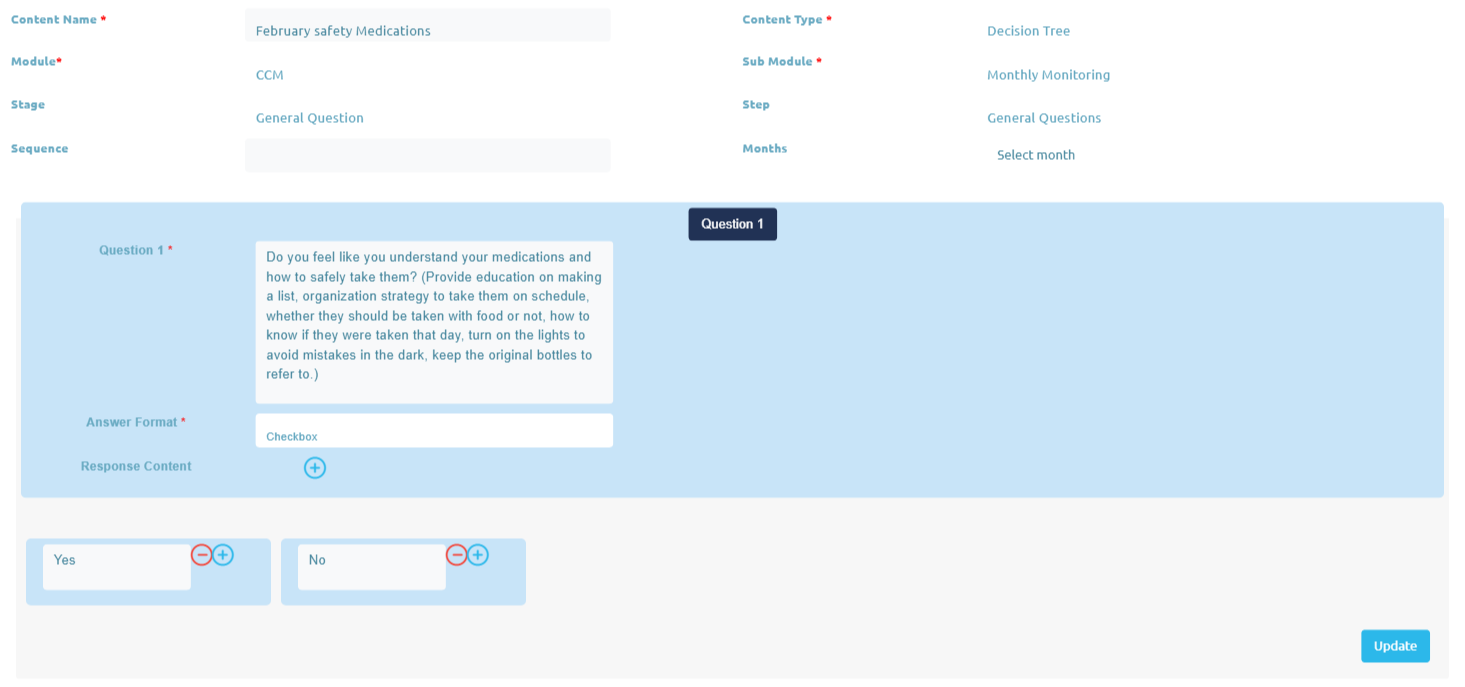 Content Name *
February safety Medications
Content Type *
Decision Tree
Module*
CCM
Sub Module *
Monthly Monitoring
Stage
General Question
Step
General Questions
Sequence
Months
Select month
Question 1
Question 1 *
Do you feel like you understand your medications and
how to safely take them? (Provide education on making
a list, organization strategy to take them on schedule,
whether they should be taken with food or not, how to
know if they were taken that day, turn on the lights to
avoid mistakes in the dark, keep the original bottles to
refer to.)
Answer Format *
Checkbox
Response Content
Yes
No
Update